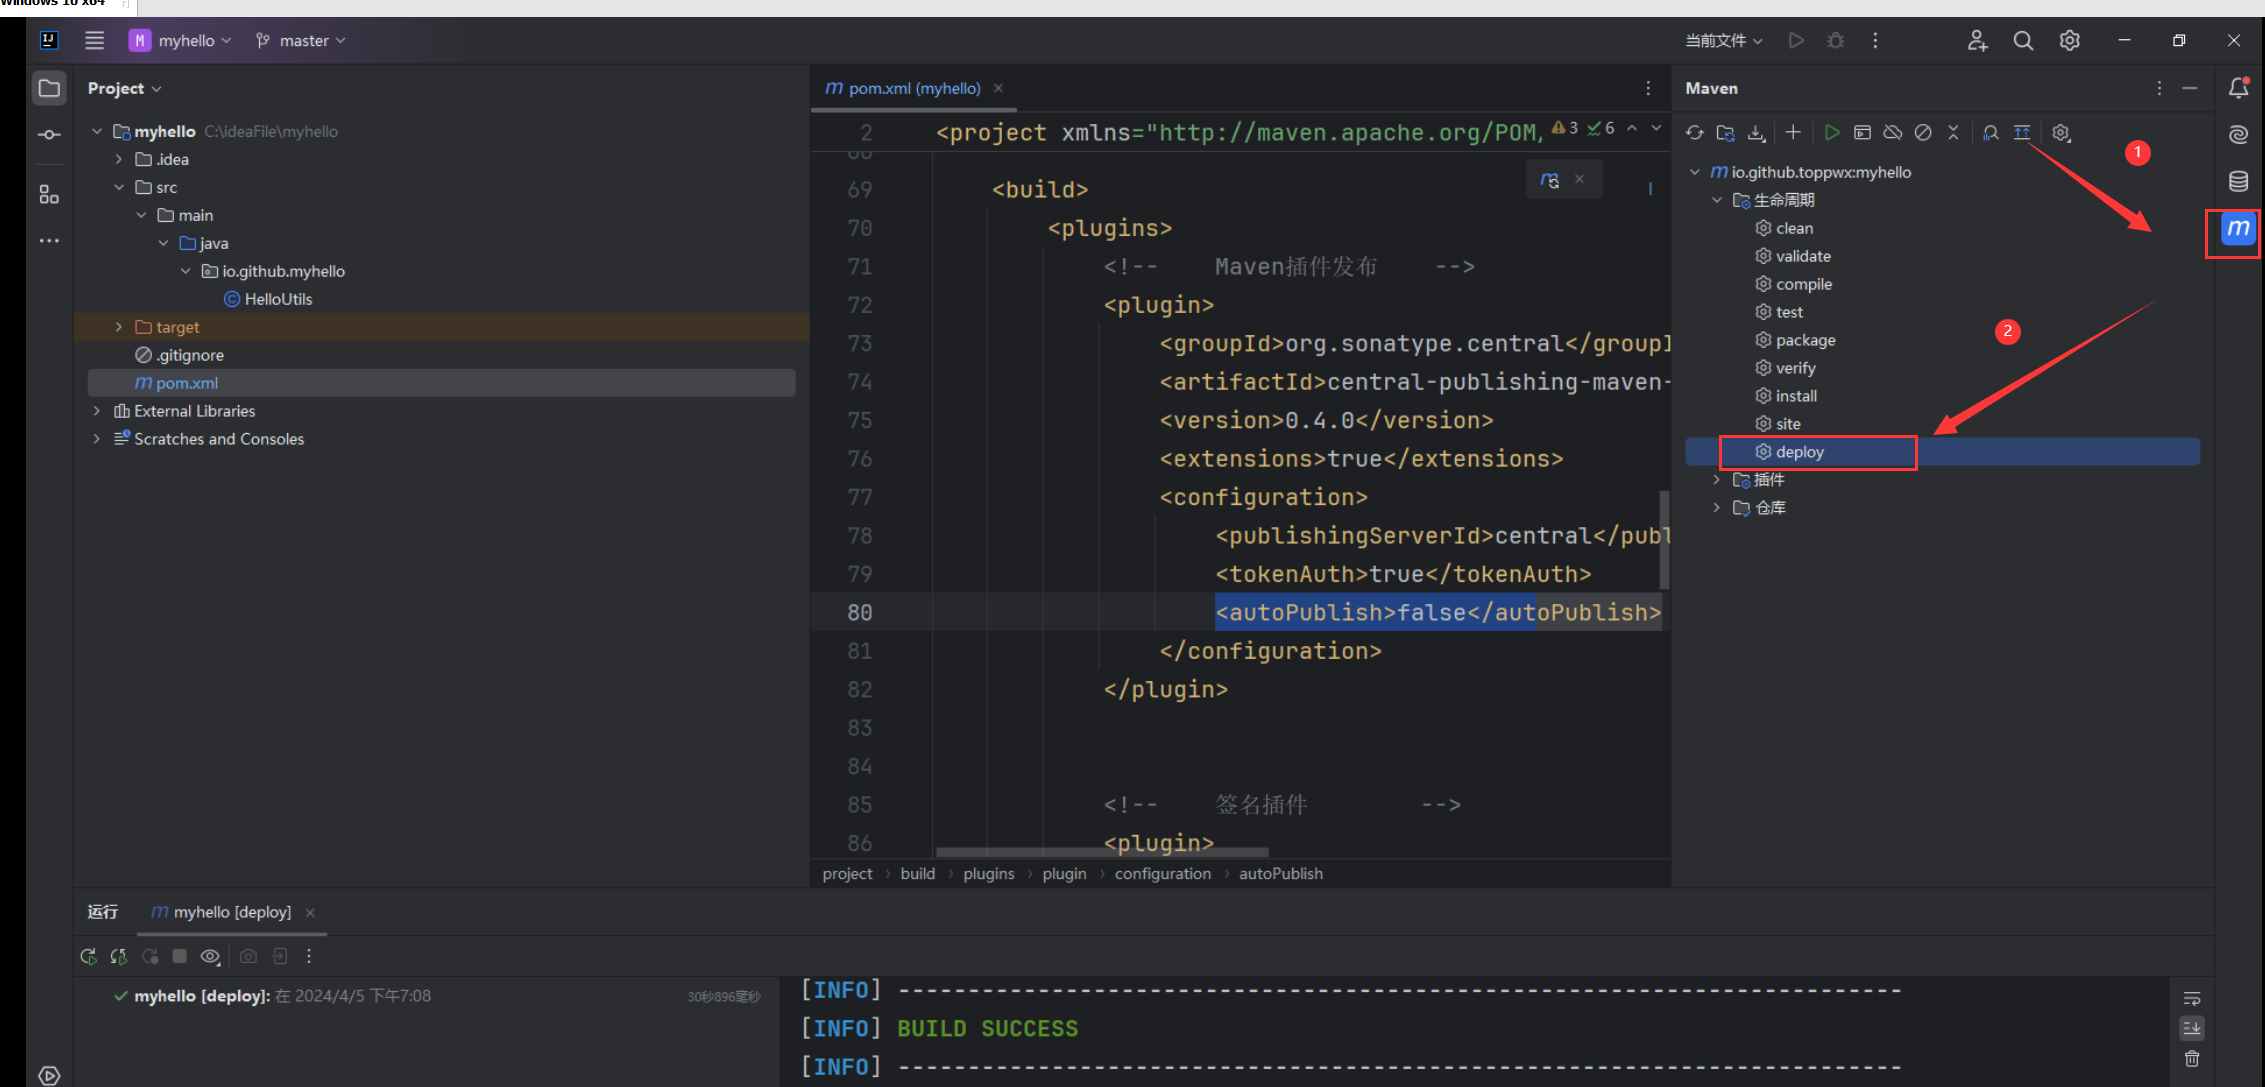 Windows 10 x64
myhello
master
当前文件
Project
myhello C:\ideaFile\myhello
.idea
src
main
java
io.github.myhello
HelloUtils
target
.gitignore
pom.xml
External Libraries
Scratches and Consoles
pom.xml (myhello)
3 6
2 <project xmlns="http://maven.apache.org/POM/
69 <build>
70 <plugins>
71 <!-- Maven插件发布 -->
72 <plugin>
73 <groupId>org.sonatype.central</groupI
74 <artifactId>central-publishing-maven-
75 <version>0.4.0</version>
76 <extensions>true</extensions>
77 <configuration>
78 <publishingServerId>central</publ
79 <tokenAuth>true</tokenAuth>
80 <autoPublish>false</autoPublish>
81 </configuration>
82 </plugin>
83
84
85 <!-- 签名插件 -->
86 <plugin>
project build plugins plugin configuration autoPublish
Maven
1
io.github.toppwx:myhello
生命周期
clean
validate
compile
test
2
package
verify
install
site
deploy
插件
仓库
运行 myhello [deploy]
myhello [deploy]: 在 2024/4/5 下午7:08 30秒896毫秒
[INFO] ------------------------------------------------------------------------
[INFO] BUILD SUCCESS
[INFO] ------------------------------------------------------------------------